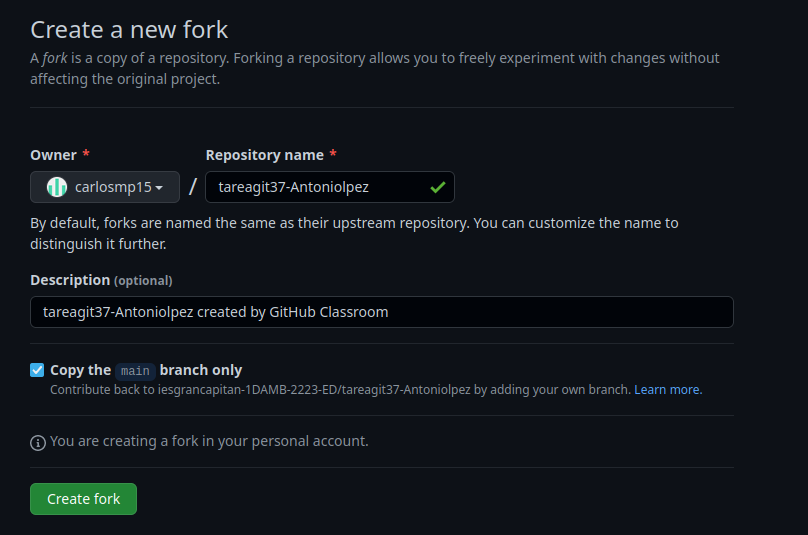 Create a new fork
A fork is a copy of a repository. Forking a repository allows you to freely experiment with changes without
affecting the original project.
Owner * Repository name *
carlosmp15 / tareagit37-Antoniolpez
By default, forks are named the same as their upstream repository. You can customize the name to
distinguish it further.
Description (optional)
tareagit37-Antoniolpez created by GitHub Classroom
Copy the main branch only
Contribute back to iesgrancapitan-1DAMB-2223-ED/tareagit37-Antoniolpez by adding your own branch. Learn more.
You are creating a fork in your personal account.
Create fork